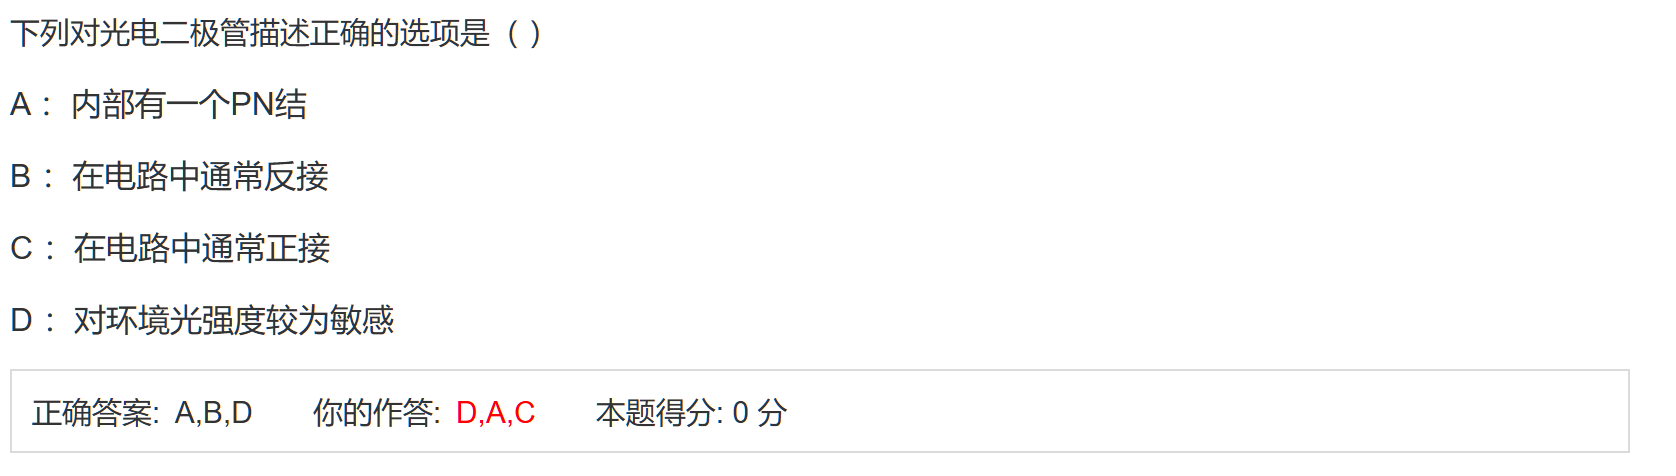 下列对光电二极管描述正确的选项是（ ）
A： 内部有一个PN结
B： 在电路中通常反接
C： 在电路中通常正接
D： 对环境光强度较为敏感
正确答案: A,B,D 你的作答: D,A,C 本题得分: 0 分